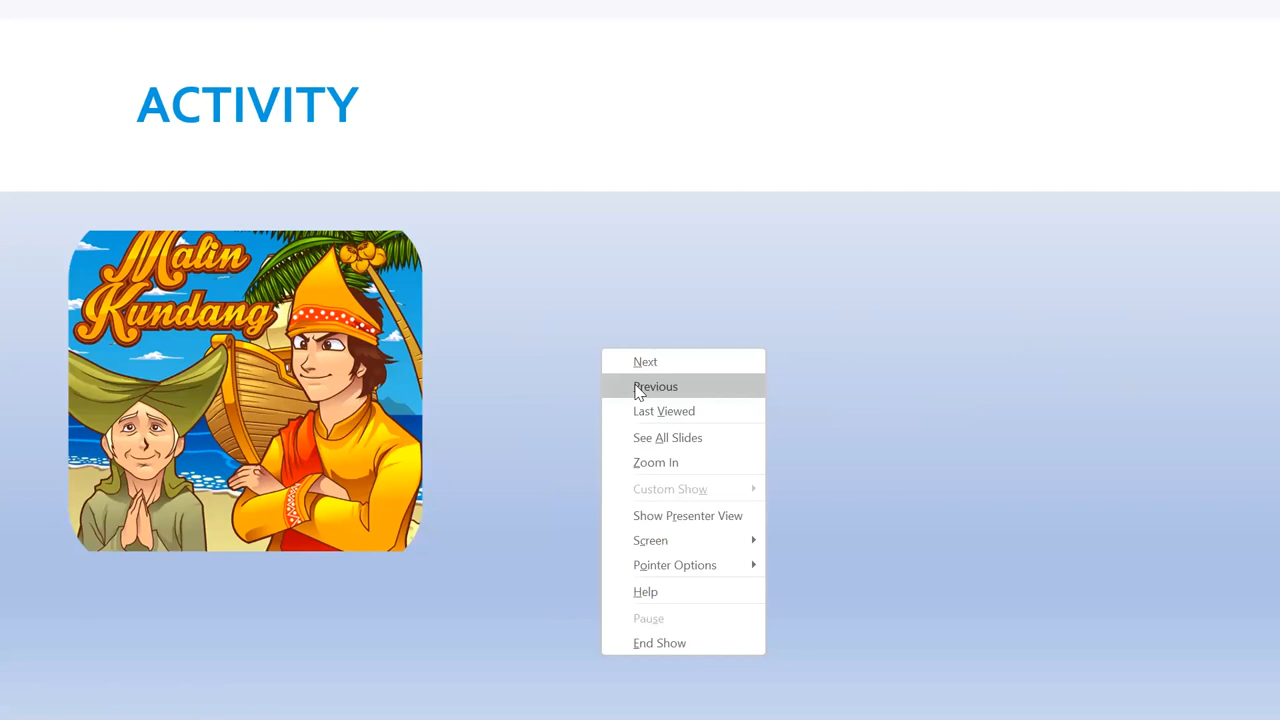 ACTIVITY
Malin
Kundang
Next
Previous
Last Viewed
See All Slides
Zoom In
Custom Show
Show Presenter View
Screen
Pointer Options
Help
Pause
End Show